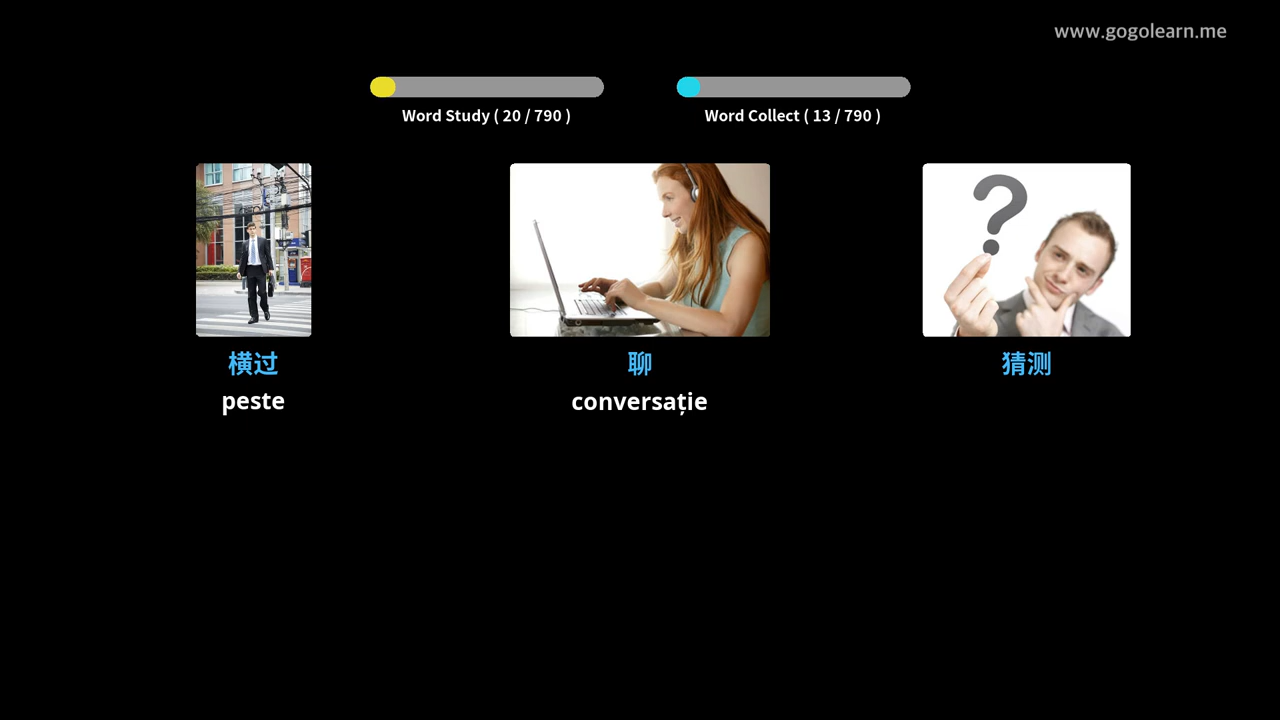 www.gogolearn.me
Word Study ( 20 / 790 )
Word Collect ( 13 / 790 )
横过
聊
猜测
peste
conversație